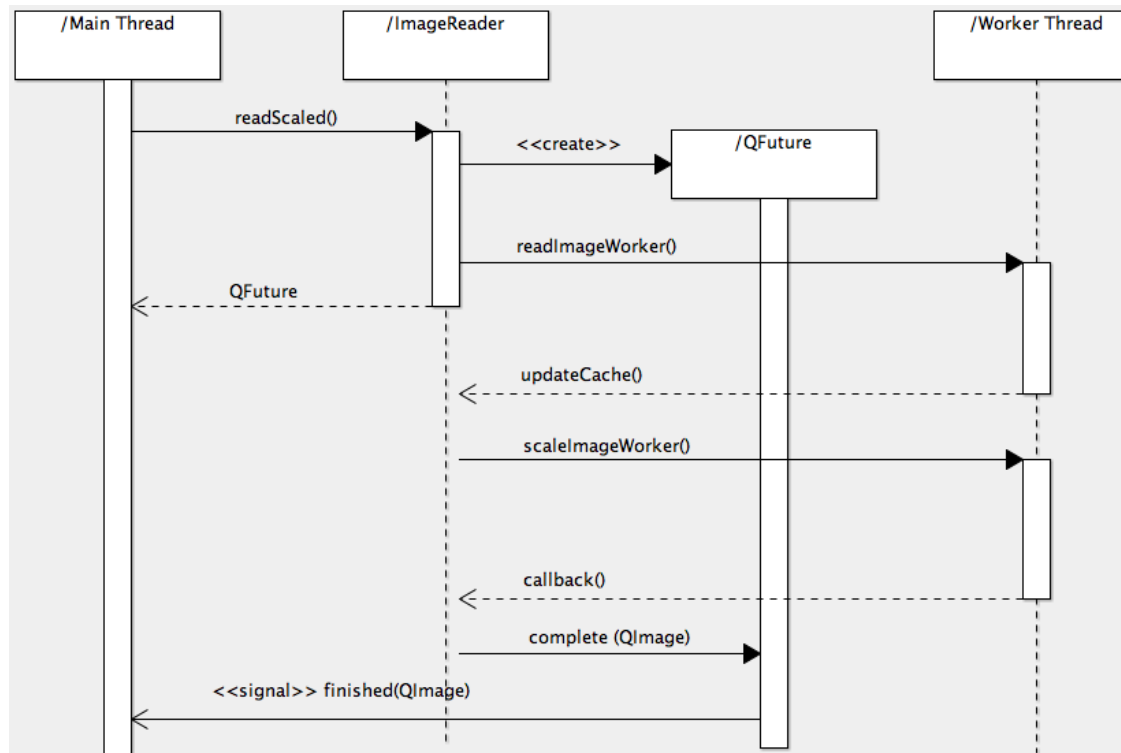 /Main Thread
/ImageReader
/Worker Thread
readScaled()
<<create>>
/QFuture
readImageWorker()
QFuture
updateCache()
scaleImageWorker()
callback()
complete (QImage)
<<signal>> finished(QImage)